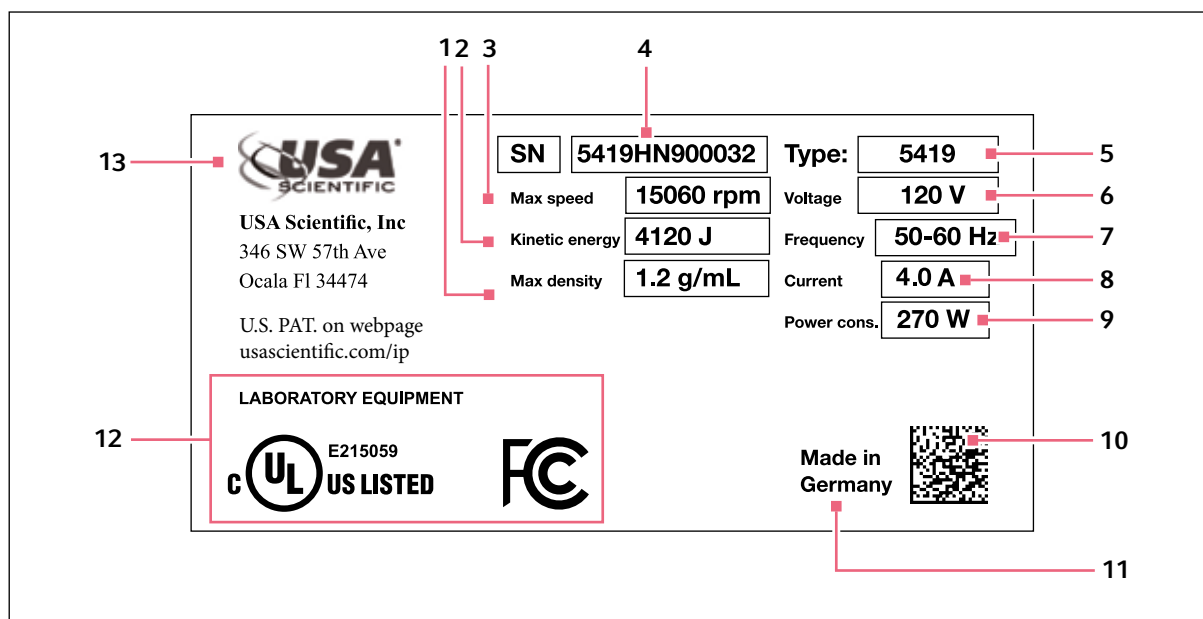 1 2 3 4
13
USA
SCIENTIFIC
SN 5419HN900032 Type: 5419 5
Max speed 15060 rpm Voltage 120 V 6
USA Scientific, Inc
346 SW 57th Ave
Ocala Fl 34474
Kinetic energy 4120 J Frequency 50-60 Hz 7
Max density 1.2 g/mL Current 4.0 A 8
Power cons. 270 W 9
U.S. PAT. on webpage
usascientific.com/ip
LABORATORY EQUIPMENT
12
C UL E215059
US LISTED
FC
Made in
Germany
10
11